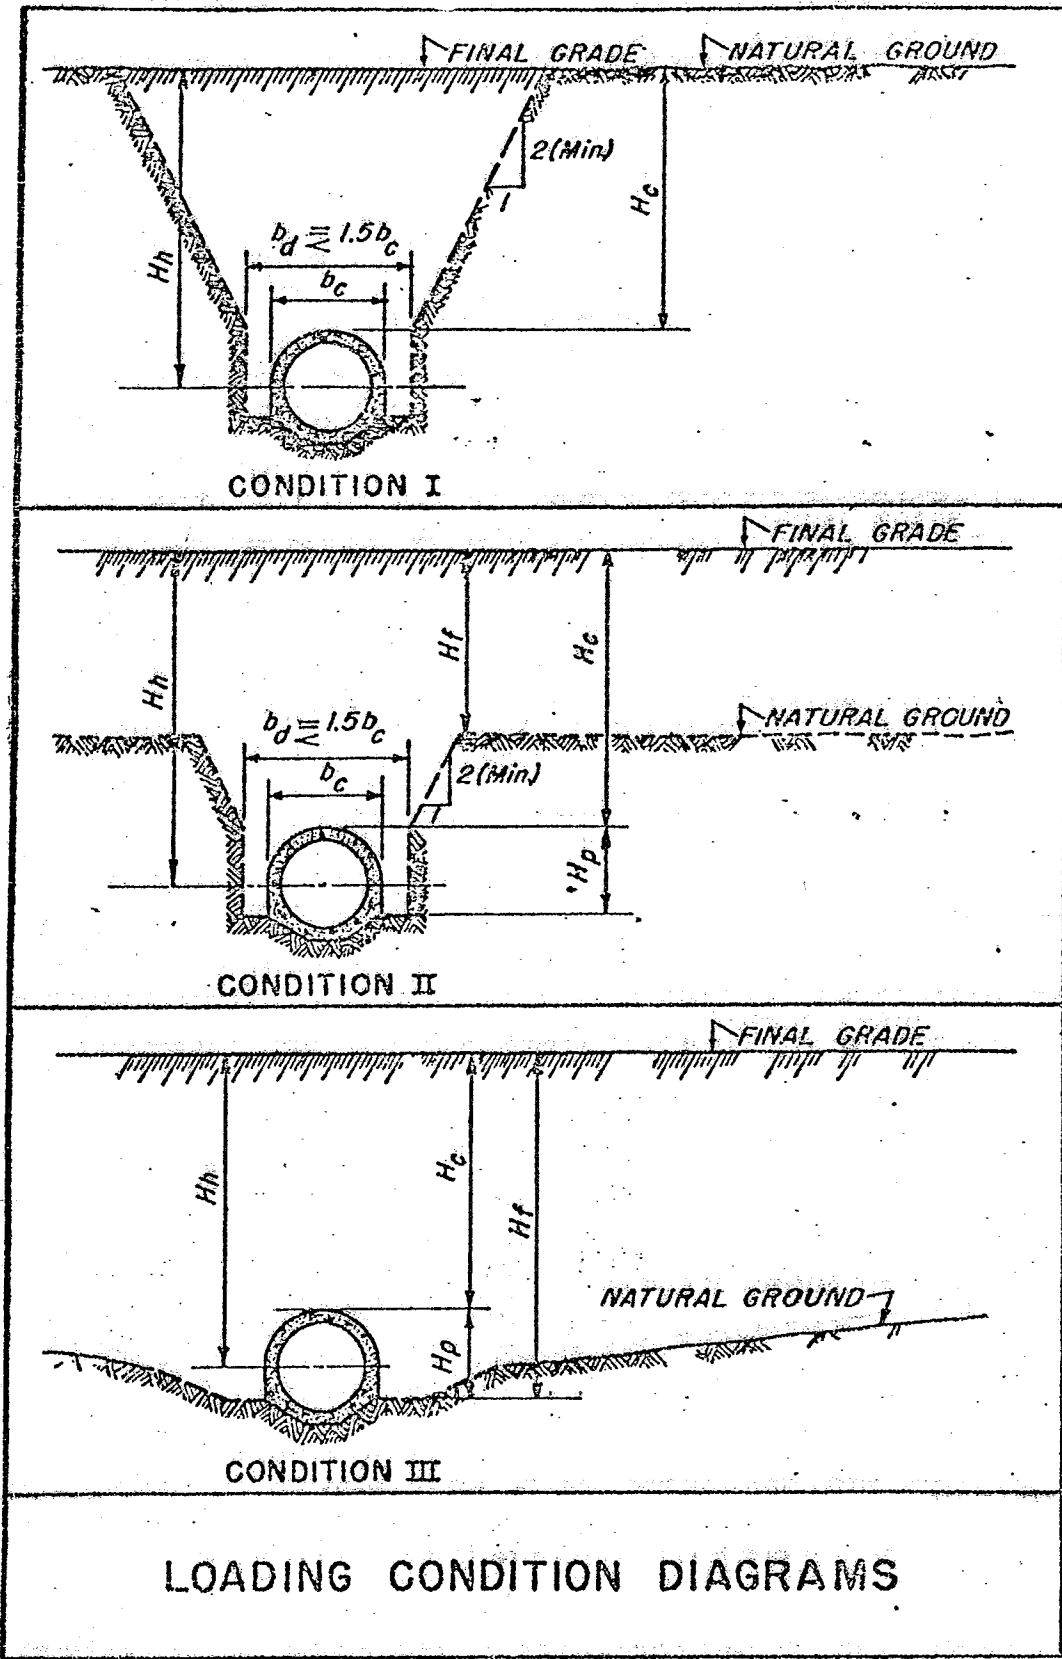 FINAL GRADE
NATURAL GROUND
2(Min)
1
Hc
bd ≦ 1.5bc
bc
Hh
CONDITION I
FINAL GRADE
Hf
Hc
Hh
NATURAL GROUND
bd ≦ 1.5bc
2(Min)
1
bc
Hp
CONDITION II
FINAL GRADE
Hc
Hh
Hf
NATURAL GROUND
Hp
CONDITION III
LOADING CONDITION DIAGRAMS